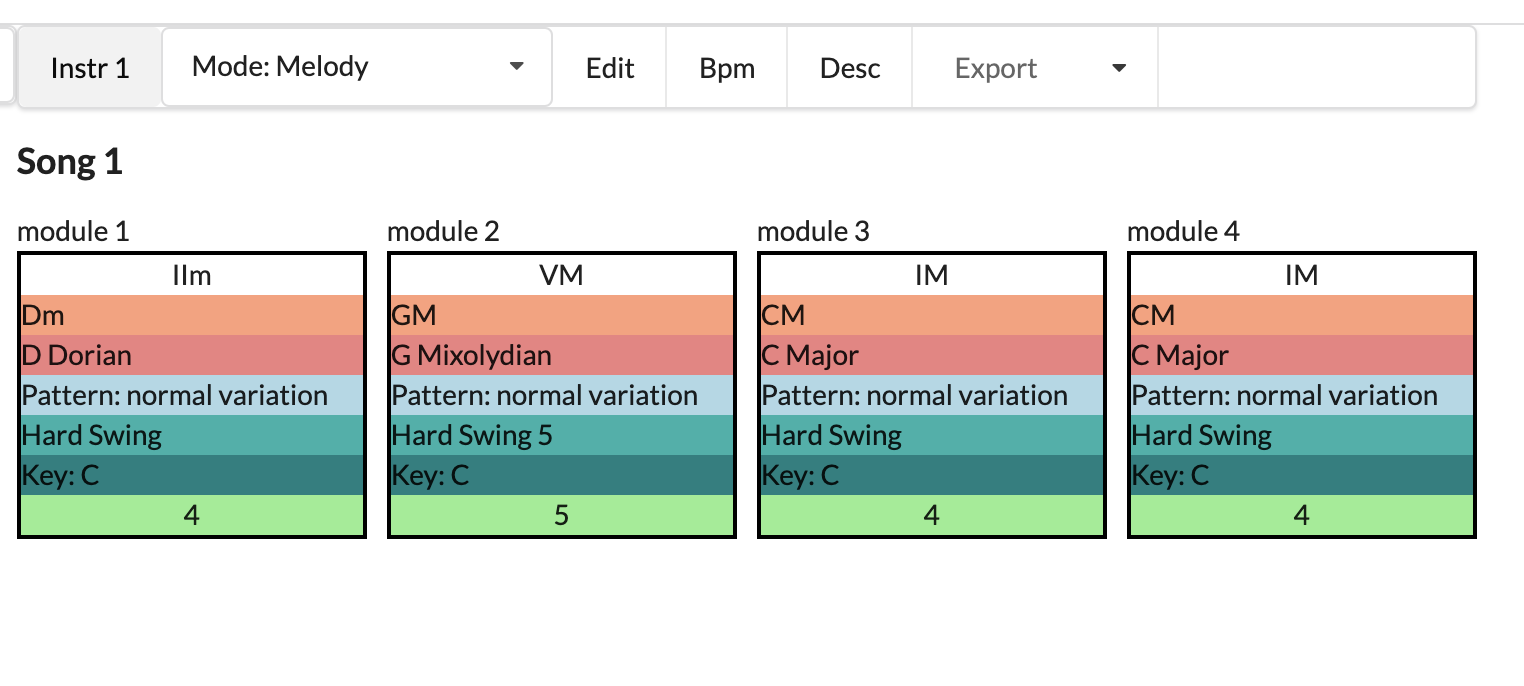 Instr 1 Mode: Melody Edit Bpm Desc Export
Song 1
module 1 module 2 module 3 module 4
IIm VM IM IM
Dm GM CM CM
D Dorian G Mixolydian C Major C Major
Pattern: normal variation Pattern: normal variation Pattern: normal variation Pattern: normal variation
Hard Swing Hard Swing 5 Hard Swing Hard Swing
Key: C Key: C Key: C Key: C
4 5 4 4